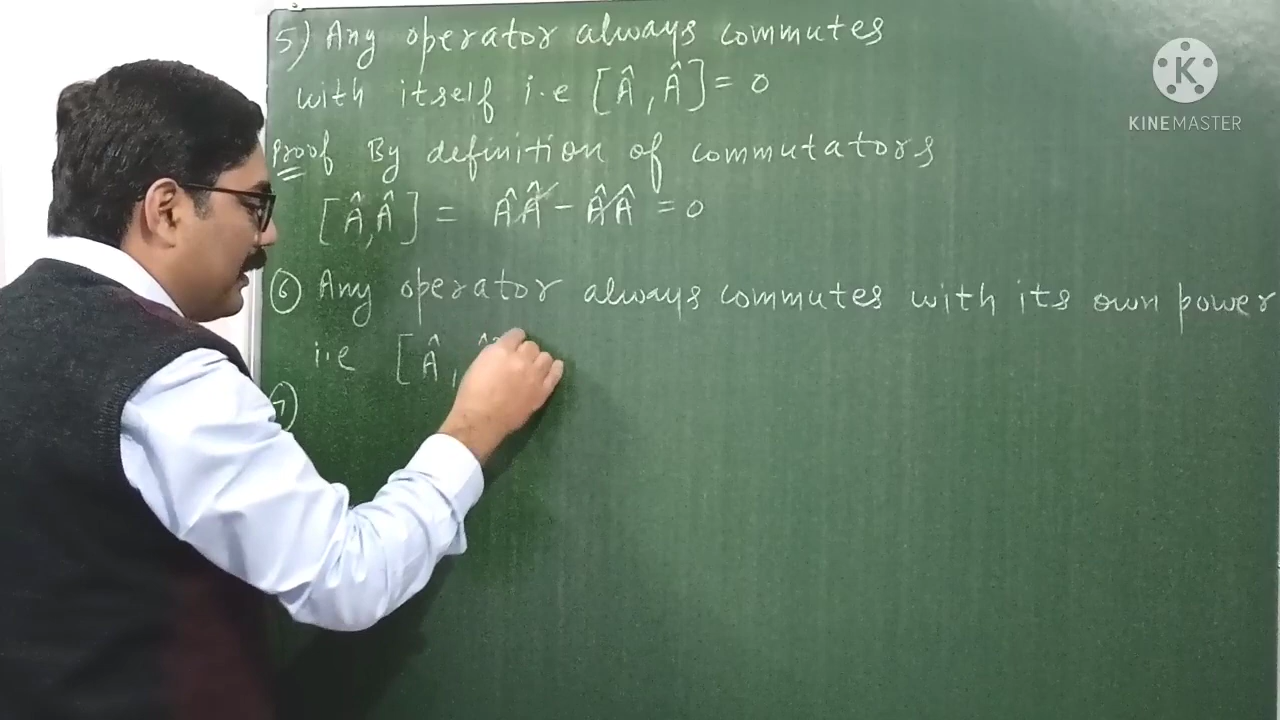 5) Any operator always commutes
with itself i.e [Â, Â] = 0
Proof By definition of commutators
[Â, Â] = ÂÂ - ÂÂ = 0
⑥ Any operator always commutes with its own power
i.e [Â,
⑦
K
KINEMASTER